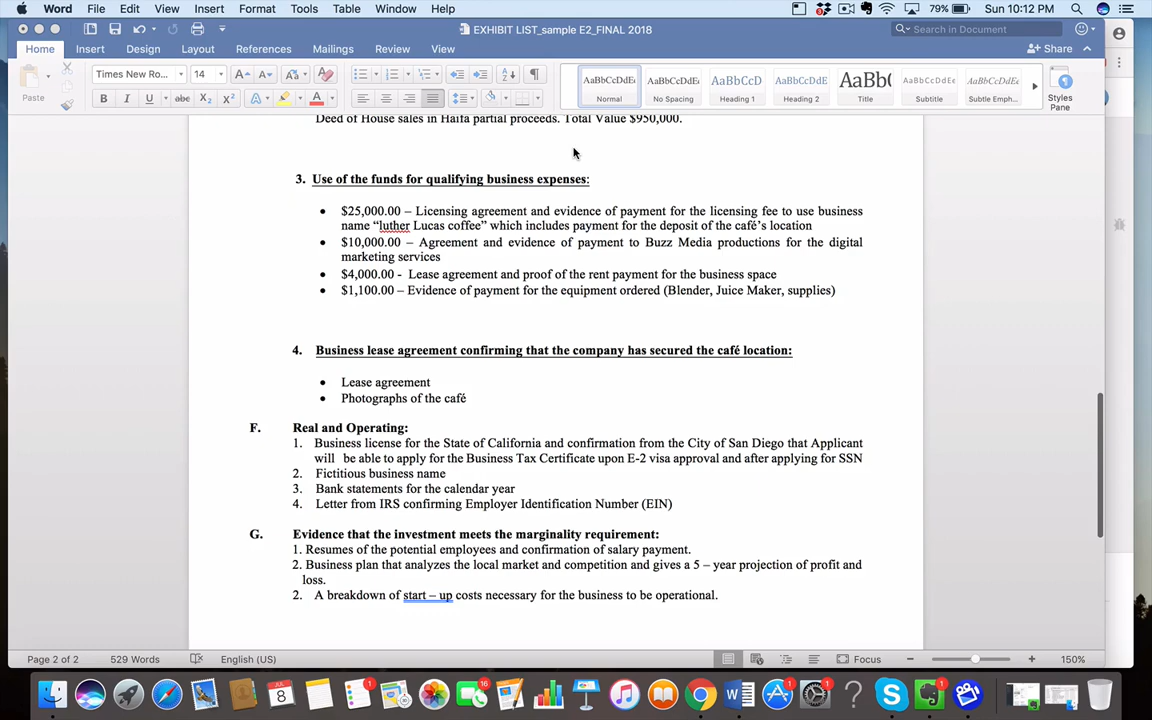 Word File Edit View Insert Format Tools Table Window Help 79% Sun 10:12 PM
EXHIBIT LIST_sample E2_FINAL 2018 Search in Document
Home Insert Design Layout References Mailings Review View Share
Paste Times New Ro... 14
B I U abc X2 X2 A A
AaBbCcDdEe AaBbCcDdEe AaBbCcD AaBbCcDdE AaBb( AaBbCcDdE AaBbCcDdEe
Normal No Spacing Heading 1 Heading 2 Title Subtitle Subtle Emph... Styles Pane
Deed of House sales in Haifa partial proceeds. Total Value $950,000.
3. Use of the funds for qualifying business expenses:
• $25,000.00 – Licensing agreement and evidence of payment for the licensing fee to use business
name “luther Lucas coffee” which includes payment for the deposit of the café’s location
• $10,000.00 – Agreement and evidence of payment to Buzz Media productions for the digital
marketing services
• $4,000.00 - Lease agreement and proof of the rent payment for the business space
• $1,100.00 – Evidence of payment for the equipment ordered (Blender, Juice Maker, supplies)
4. Business lease agreement confirming that the company has secured the café location:
• Lease agreement
• Photographs of the café
F. Real and Operating:
1. Business license for the State of California and confirmation from the City of San Diego that Applicant
will be able to apply for the Business Tax Certificate upon E-2 visa approval and after applying for SSN
2. Fictitious business name
3. Bank statements for the calendar year
4. Letter from IRS confirming Employer Identification Number (EIN)
G. Evidence that the investment meets the marginality requirement:
1. Resumes of the potential employees and confirmation of salary payment.
2. Business plan that analyzes the local market and competition and gives a 5 – year projection of profit and
loss.
2. A breakdown of start – up costs necessary for the business to be operational.
Page 2 of 2 529 Words English (US) Focus 150%
JUL
8 1 16 1 1 1